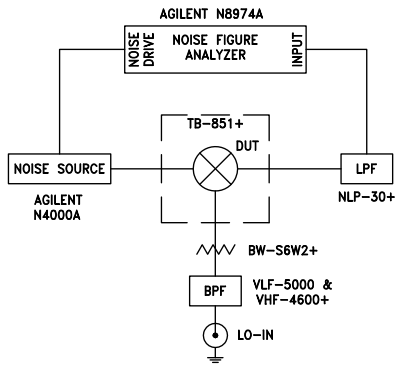 AGILENT N8974A
NOISE DRIVE
NOISE FIGURE
ANALYZER
INPUT
TB-851+
DUT
NOISE SOURCE
LPF
AGILENT
N4000A
NLP-30+
BW-S6W2+
BPF
VLF-5000 &
VHF-4600+
LO-IN